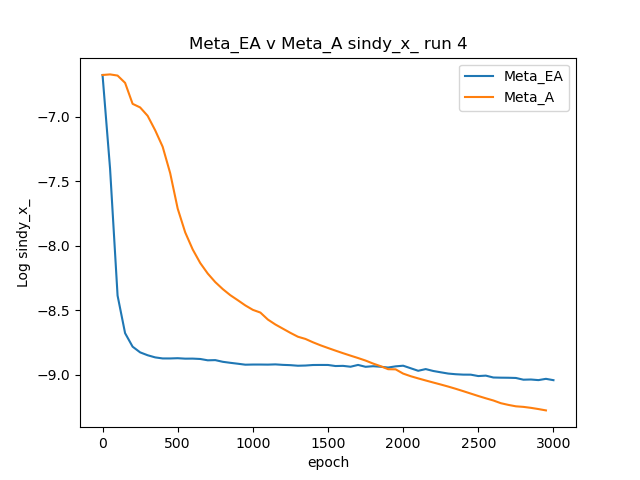 Meta_EA v Meta_A sindy_x_ run 4
Meta_EA
Meta_A
Log sindy_x_
−7.0
−7.5
−8.0
−8.5
−9.0
0
500
1000
1500
2000
2500
3000
epoch